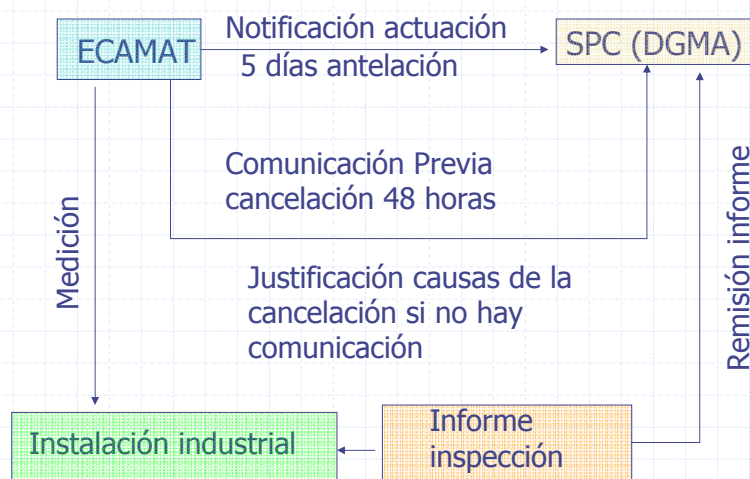 ECAMAT
Notificación actuación
5 días antelación
SPC (DGMA)
Comunicación Previa
cancelación 48 horas
Medición
Justificación causas de la
cancelación si no hay
comunicación
Remisión informe
Instalación industrial
Informe
inspección